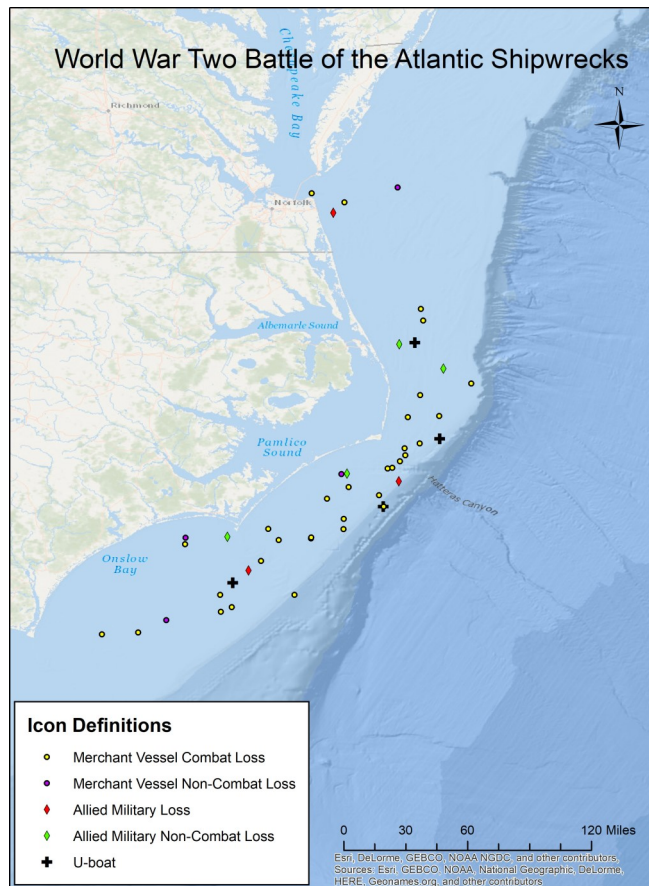 World War Two Battle of the Atlantic Shipwrecks
Chesapeake Bay
N
Richmond
Norfolk
Albemarle Sound
Pamlico
Sound
Hatteras Canyon
Onslow
Bay
Icon Definitions
Merchant Vessel Combat Loss
Merchant Vessel Non-Combat Loss
Allied Military Loss
Allied Military Non-Combat Loss
U-boat
0 30 60 120 Miles
Esri, DeLorme, GEBCO, NOAA NGDC, and other contributors
Sources: Esri, GEBCO, NOAA, National Geographic, DeLorme,
HERE, Geonames.org, and other contributors